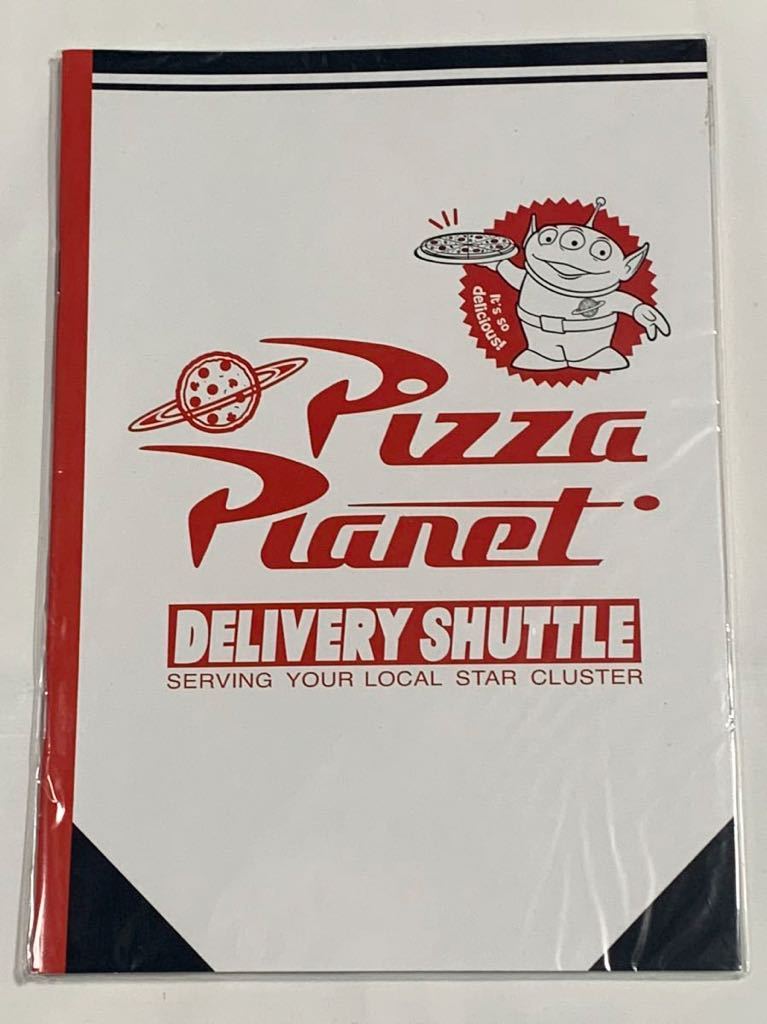 It's so
delicious!
Pizza
Planet
DELIVERY SHUTTLE
SERVING YOUR LOCAL STAR CLUSTER